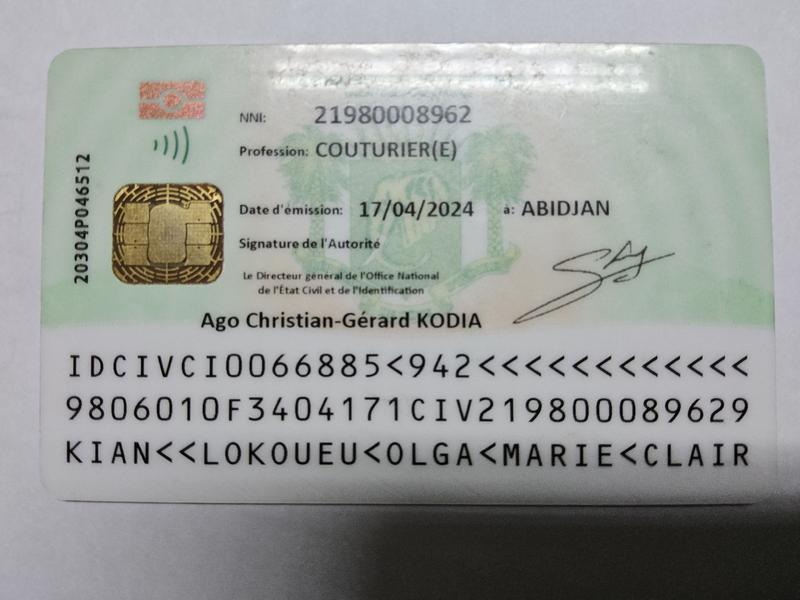 NNI: 21980008962
Profession: COUTURIER(E)
20304P046512
Date d'émission: 17/04/2024 à: ABIDJAN
Signature de l'Autorité
Le Directeur général de l'Office National
de l'État Civil et de l'Identification
Ago Christian-Gérard KODIA
IDCIVCI0066885<942<<<<<<<<<<<<
9806010F3404171CIV219800089629
KIAN<<LOKOUEU<OLGA<MARIE<CLAIR